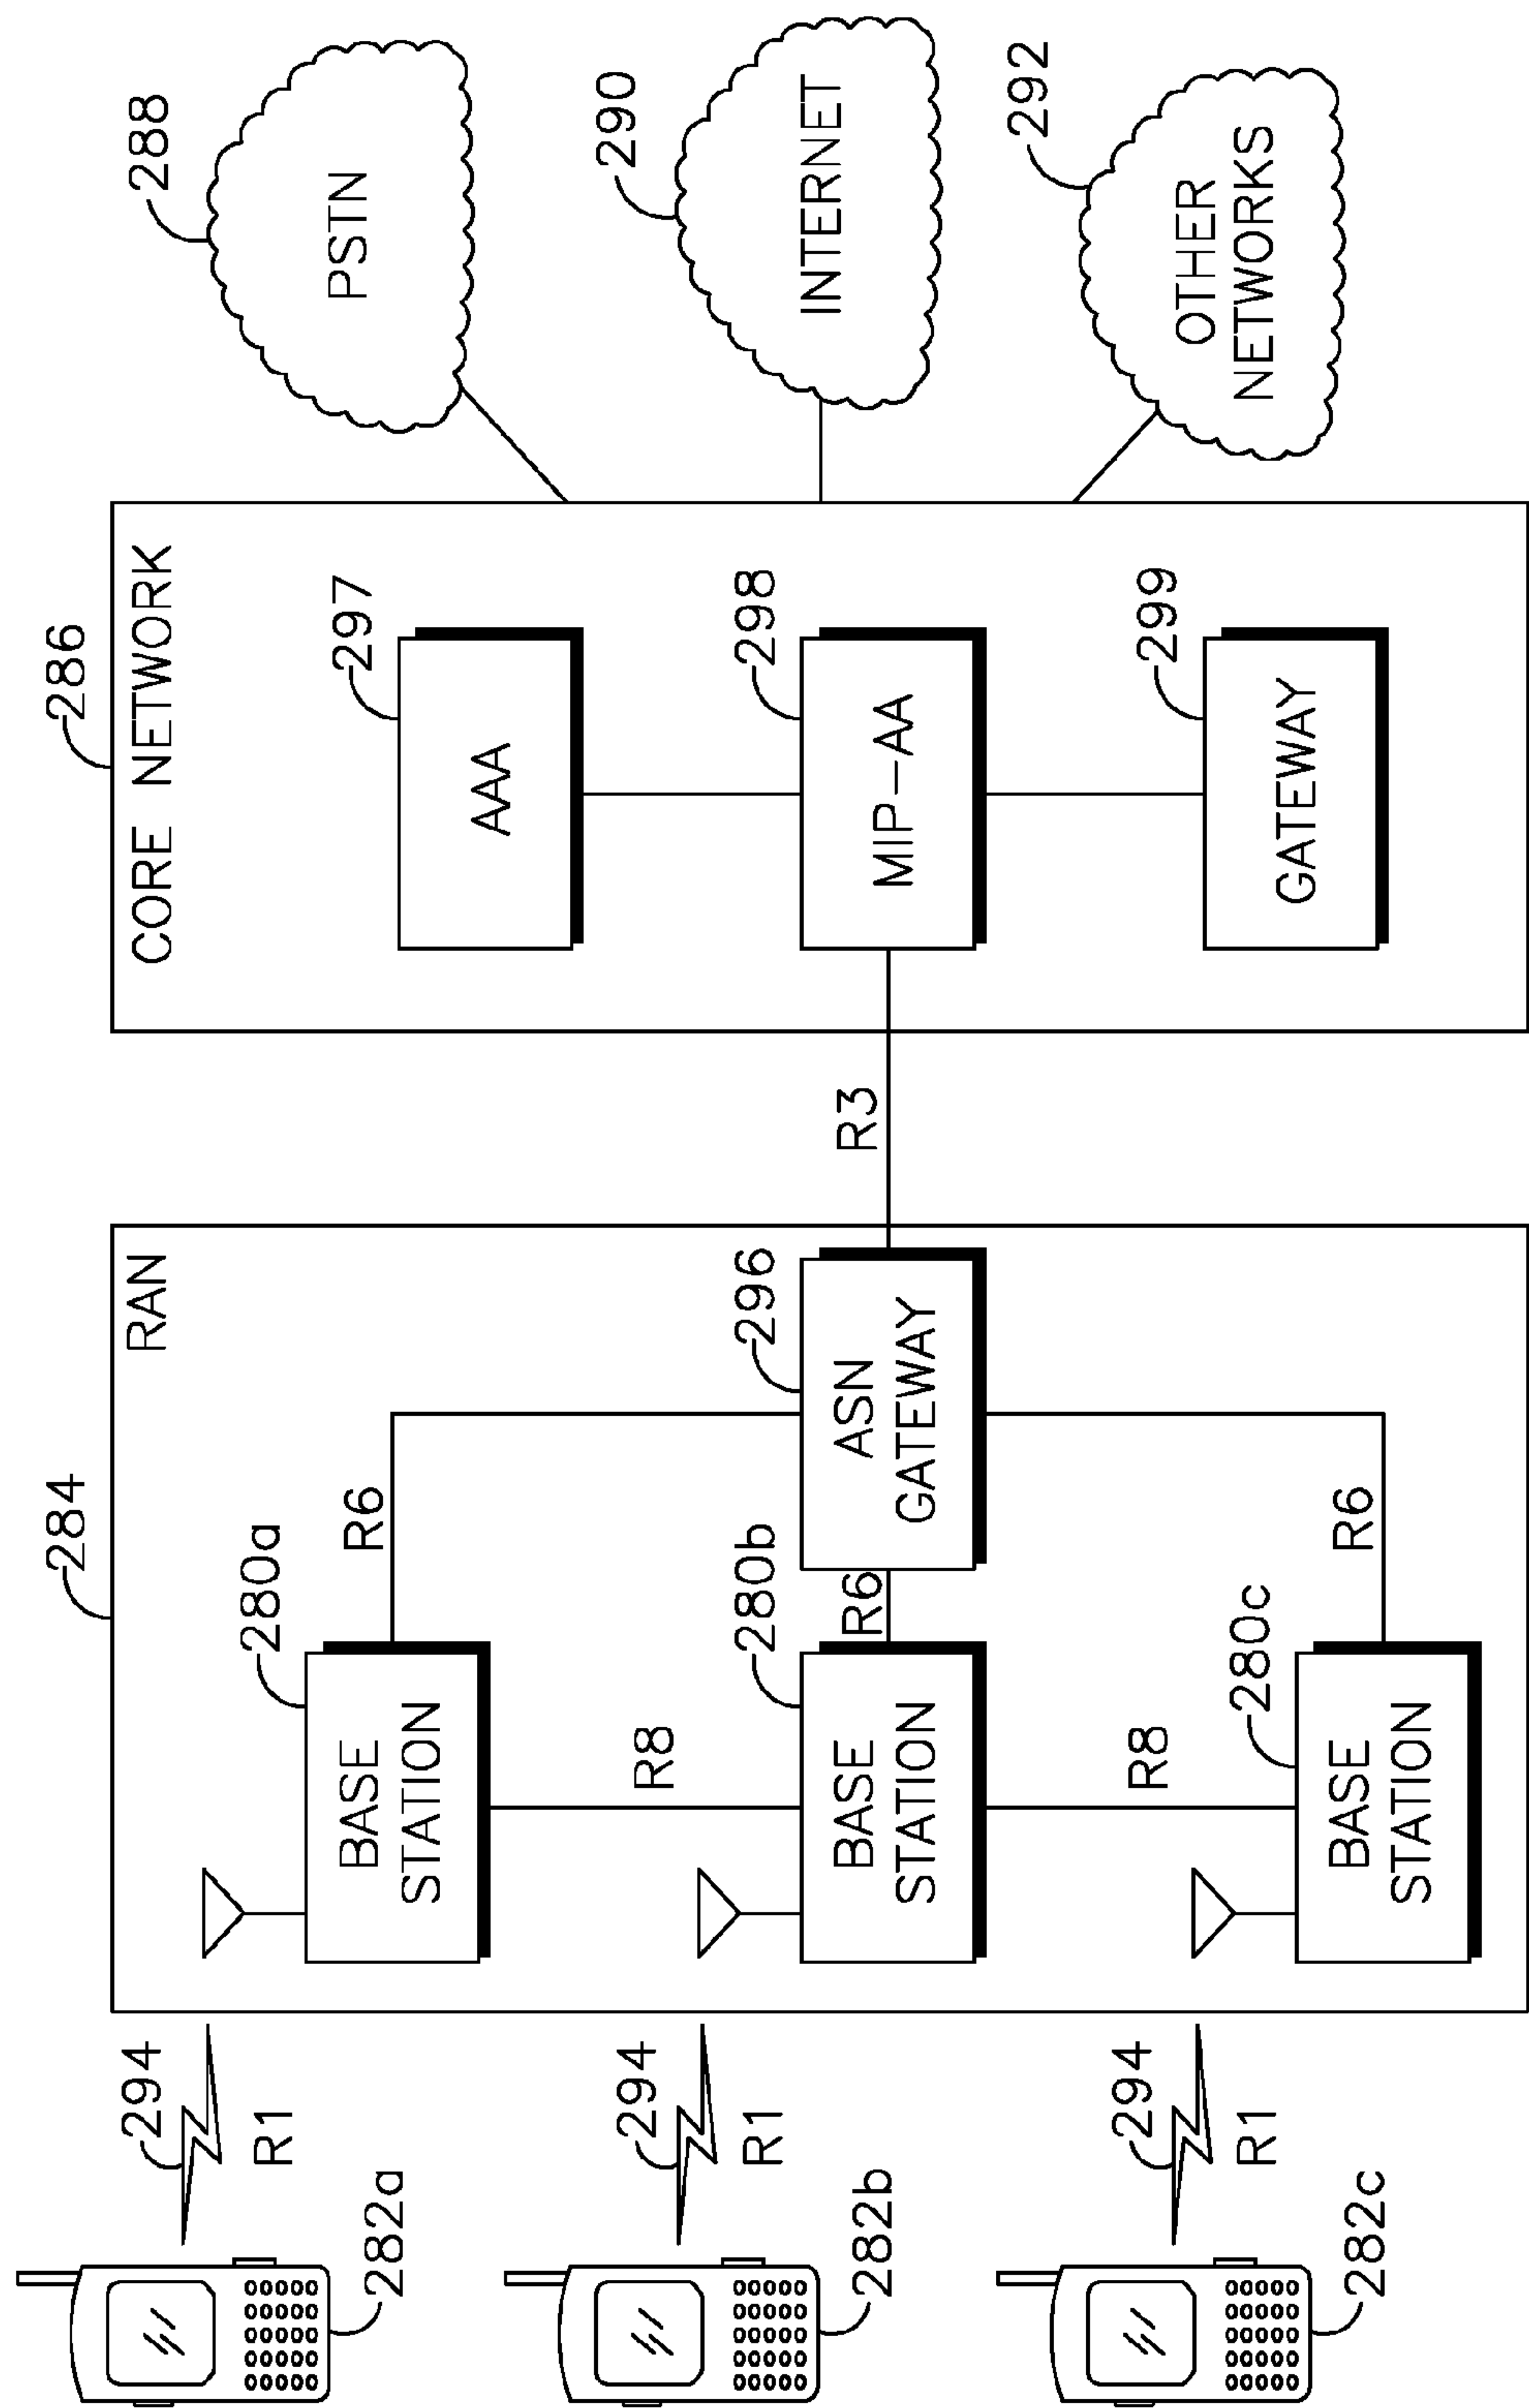 284
RAN
294
R1
282a
280a
BASE
STATION
R6
R8
294
R1
282b
280b
BASE
STATION
R6
296
ASN
GATEWAY
R8
294
R1
282c
280c
BASE
STATION
R6
R3
286
CORE NETWORK
297
AAA
298
MIP-AA
299
GATEWAY
288
PSTN
290
INTERNET
292
OTHER
NETWORKS